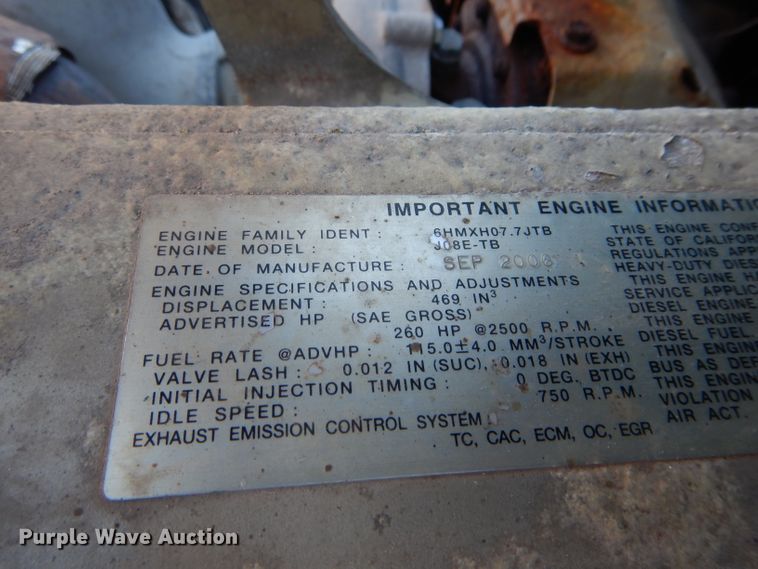 IMPORTANT ENGINE INFORMATI
ENGINE FAMILY IDENT : 6HMXH07.7JTB
ENGINE MODEL : J08E-TB
DATE OF MANUFACTURE : SEP 2006
ENGINE SPECIFICATIONS AND ADJUSTMENTS
DISPLACEMENT : 469 IN³
ADVERTISED HP (SAE GROSS)
260 HP @2500 R.P.M.
FUEL RATE @ADVHP : 115.0±4.0 MM³/STROKE
VALVE LASH : 0.012 IN (SUC), 0.018 IN (EXH)
INITIAL INJECTION TIMING : 0 DEG. BTDC
IDLE SPEED : 750 R.P.M.
EXHAUST EMISSION CONTROL SYSTEM :
TC, CAC, ECM, OC, EGR
THIS ENGINE CONF
STATE OF CALIFOR
REGULATIONS APP
HEAVY-DUTY DIES
THIS ENGINE HA
SERVICE APPLIC
DIESEL ENGINE.
THIS ENGINE
DIESEL FUEL
THIS ENGIN
BUS AS DEF
THIS ENGIN
VIOLATION
AIR ACT.
Purple Wave Auction